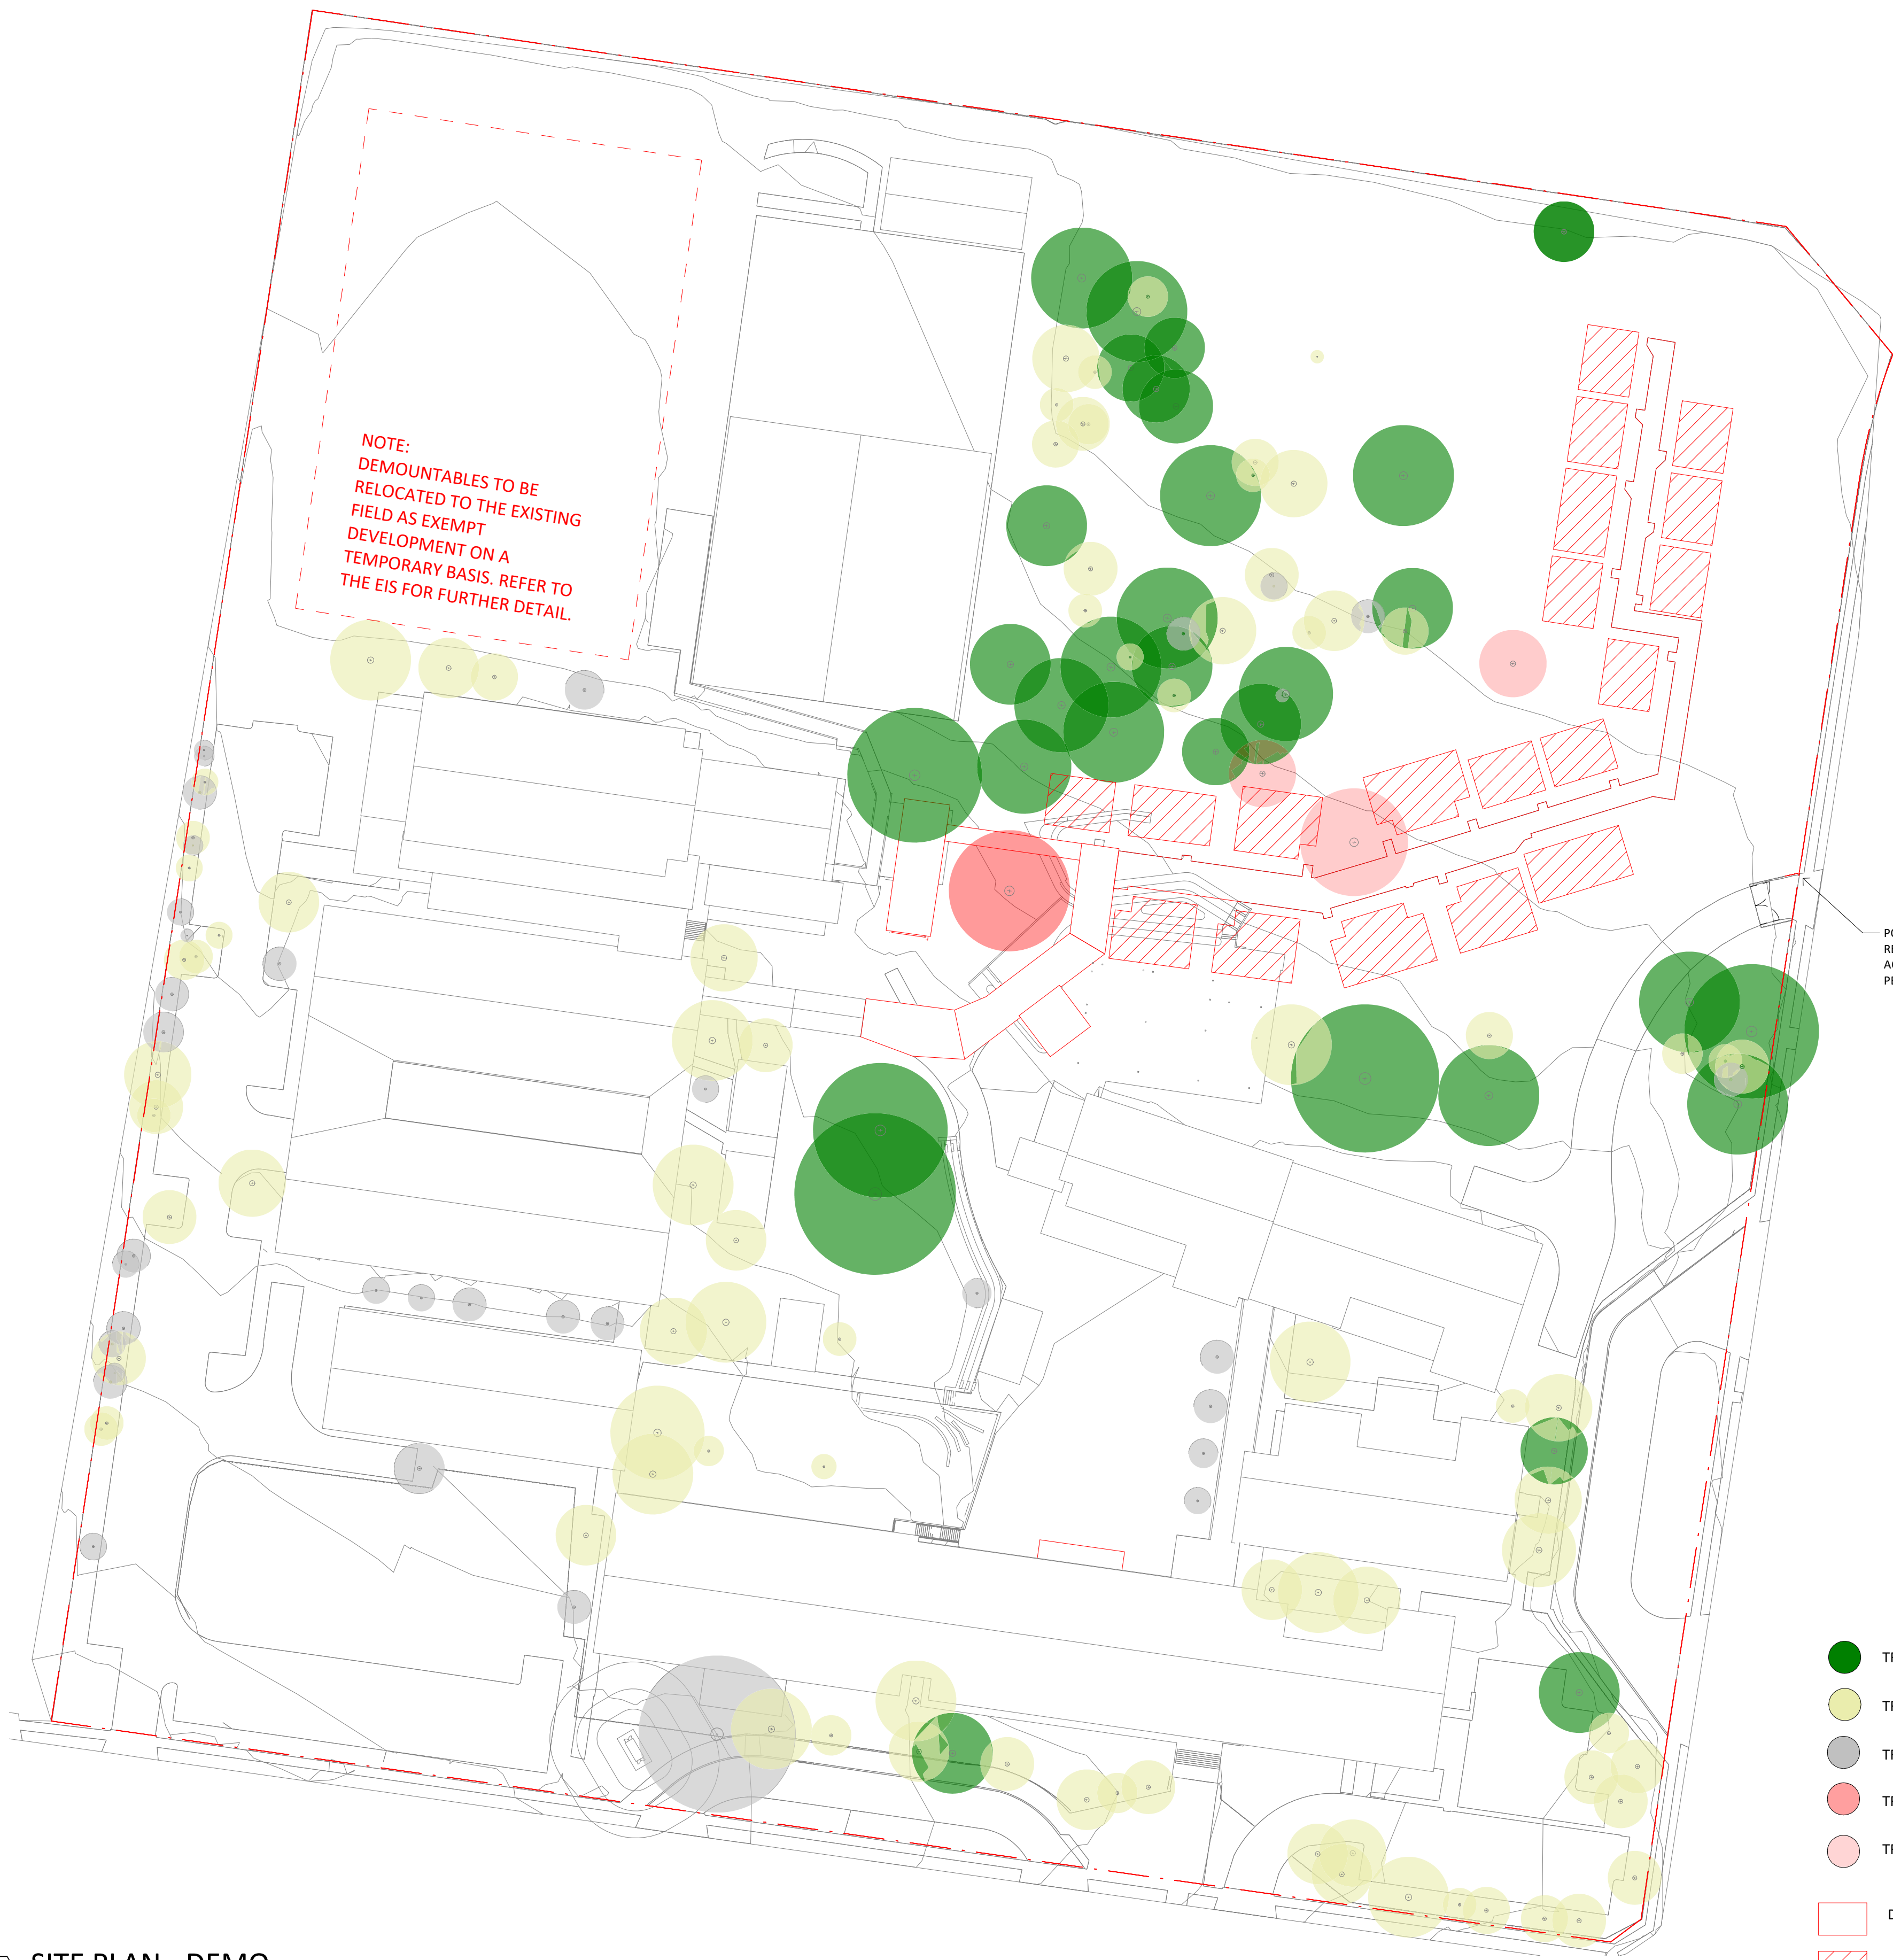 NOTE:
DEMOUNTABLES TO BE
RELOCATED TO THE EXISTING
FIELD AS EXEMPT
DEVELOPMENT ON A
TEMPORARY BASIS. REFER TO
THE EIS FOR FURTHER DETAIL.
SITE PLAN - DEMO